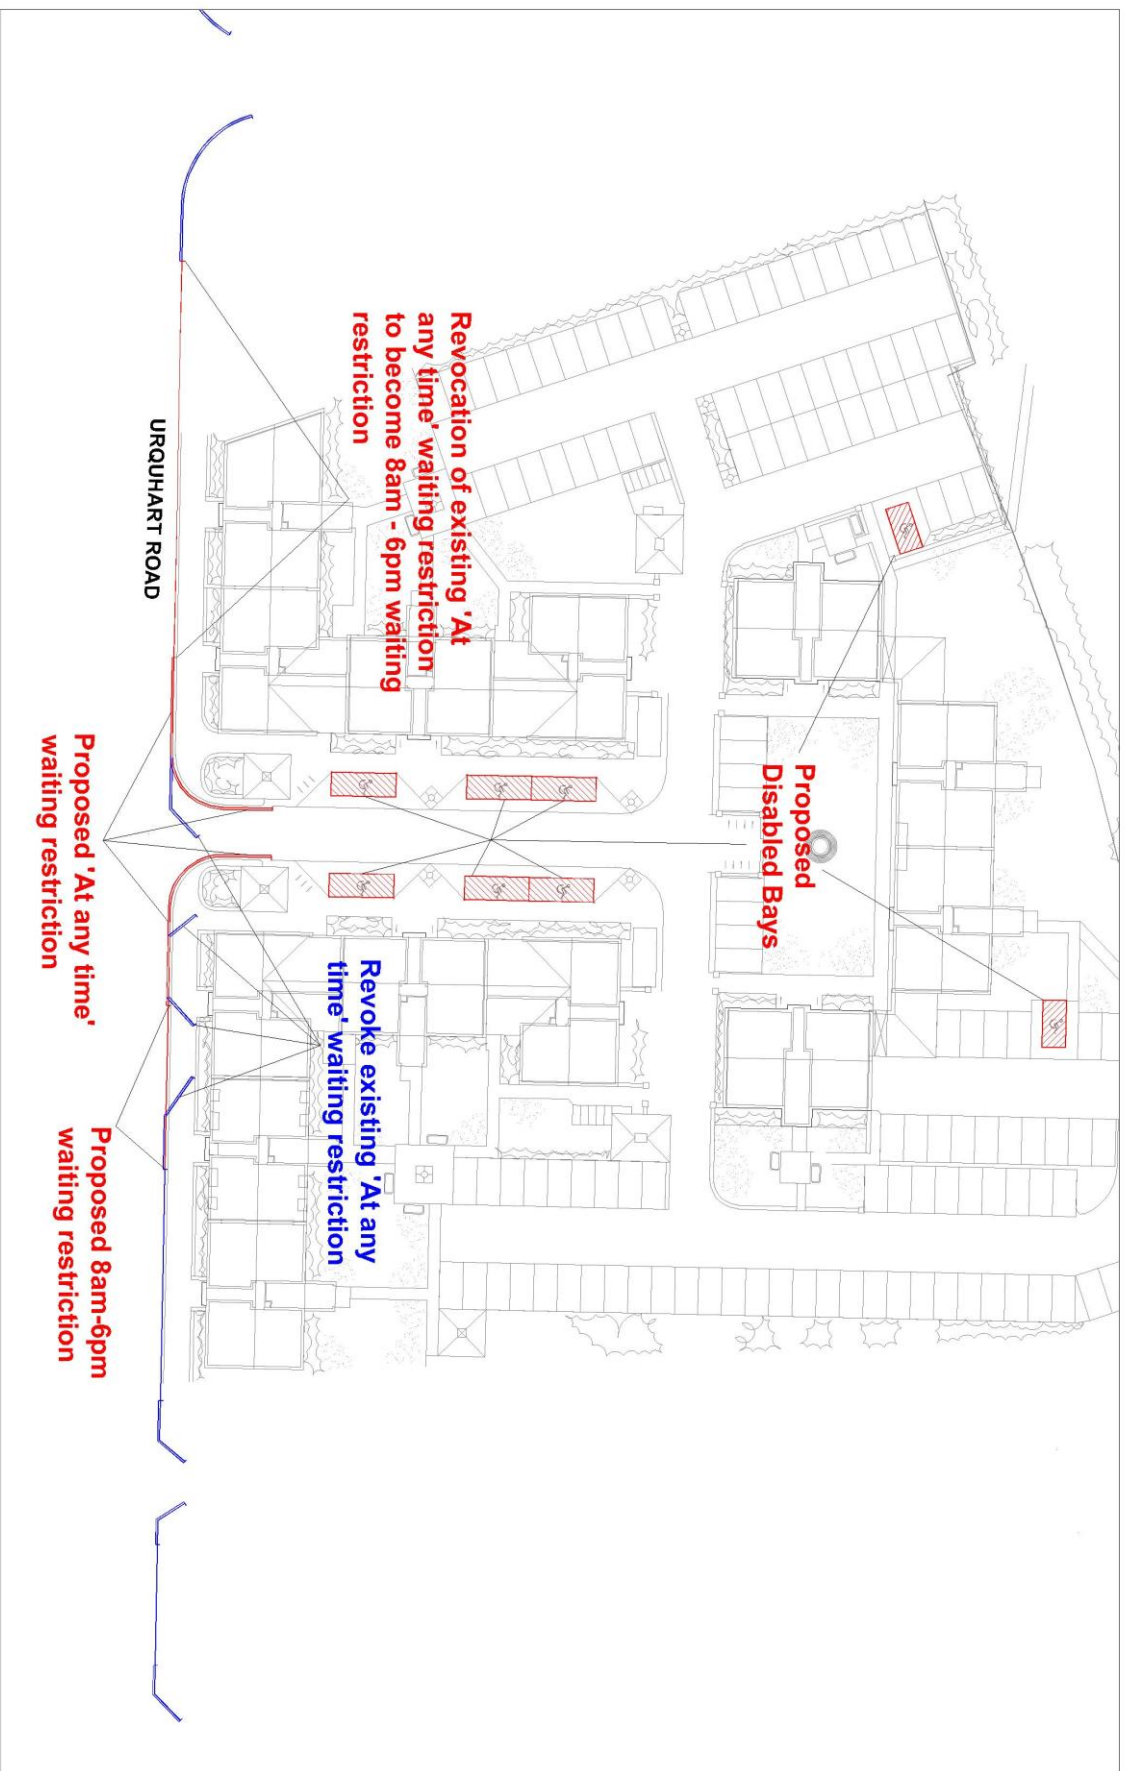 Revocation of existing 'At
any time' waiting restriction
to become 8am - 6pm waiting
restriction
URQUHART ROAD
Proposed
Disabled Bays
Proposed 'At any time'
waiting restriction
Revoke existing 'At any
time' waiting restriction
Proposed 8am-6pm
waiting restriction